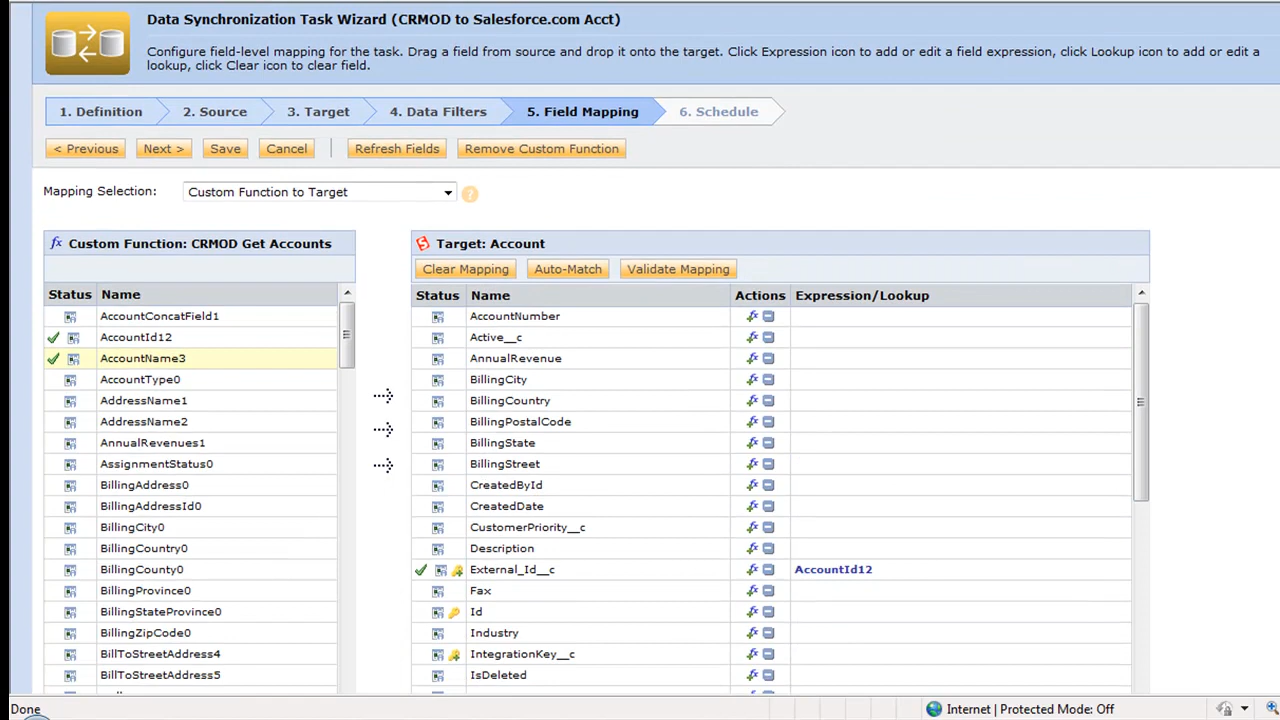 Data Synchronization Task Wizard (CRMOD to Salesforce.com Acct)
Configure field-level mapping for the task. Drag a field from source and drop it onto the target. Click Expression icon to add or edit a field expression, click Lookup icon to add or edit a
lookup, click Clear icon to clear field.
1. Definition 2. Source 3. Target 4. Data Filters 5. Field Mapping 6. Schedule
< Previous Next > Save Cancel Refresh Fields Remove Custom Function
Mapping Selection: Custom Function to Target ?
fx Custom Function: CRMOD Get Accounts
Status Name
AccountConcatField1
AccountId12
AccountName3
AccountType0
AddressName1
AddressName2
AnnualRevenues1
AssignmentStatus0
BillingAddress0
BillingAddressId0
BillingCity0
BillingCountry0
BillingCounty0
BillingProvince0
BillingStateProvince0
BillingZipCode0
BillToStreetAddress4
BillToStreetAddress5
Target: Account
Clear Mapping Auto-Match Validate Mapping
Status Name Actions Expression/Lookup
AccountNumber
Active__c
AnnualRevenue
BillingCity
BillingCountry
BillingPostalCode
BillingState
BillingStreet
CreatedById
CreatedDate
CustomerPriority__c
Description
External_Id__c AccountId12
Fax
Id
Industry
IntegrationKey__c
IsDeleted
Done Internet | Protected Mode: Off